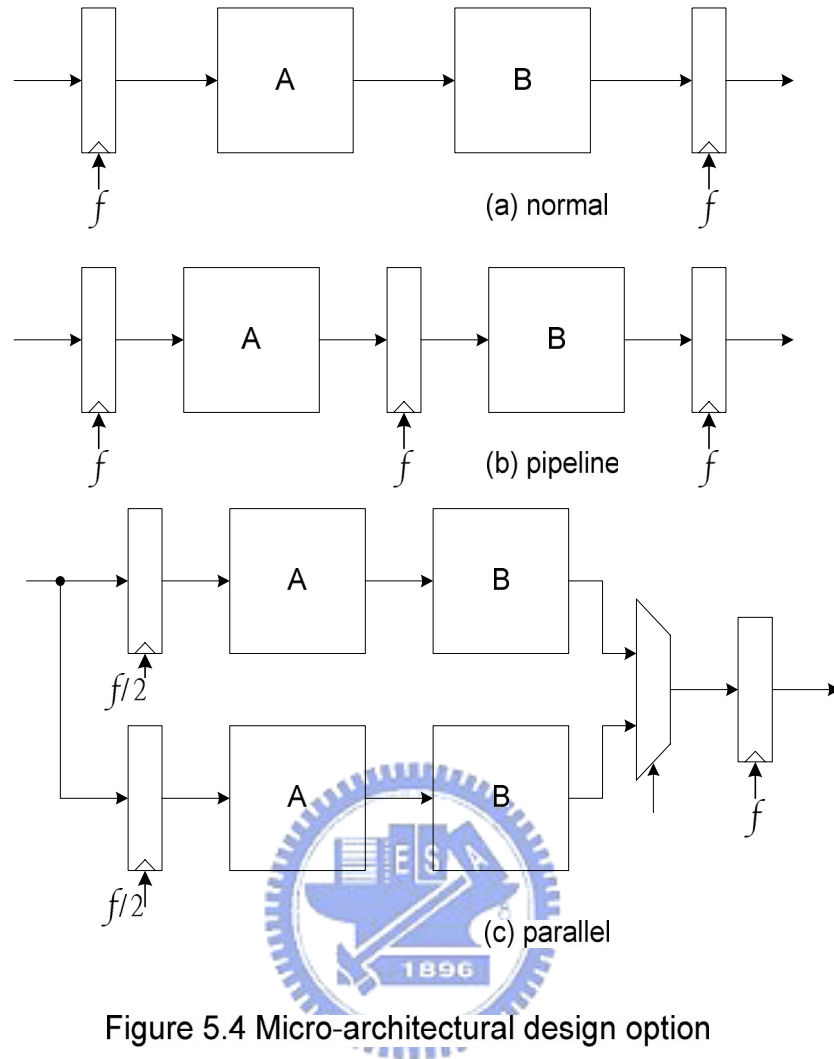 A
B
f
(a) normal
f
A
B
f
f
(b) pipeline
f
A
B
f/2
f
A
B
f/2
E S A
(c) parallel
1896
Figure 5.4 Micro-architectural design option